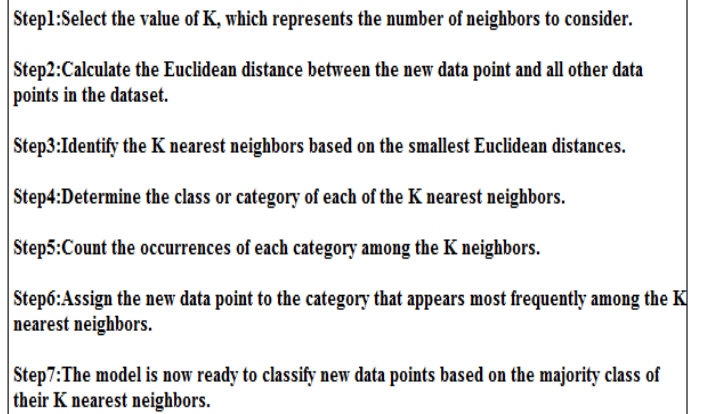 Step1:Select the value of K, which represents the number of neighbors to consider.
Step2:Calculate the Euclidean distance between the new data point and all other data
points in the dataset.
Step3:Identify the K nearest neighbors based on the smallest Euclidean distances.
Step4:Determine the class or category of each of the K nearest neighbors.
Step5:Count the occurrences of each category among the K neighbors.
Step6:Assign the new data point to the category that appears most frequently among the K
nearest neighbors.
Step7:The model is now ready to classify new data points based on the majority class of
their K nearest neighbors.